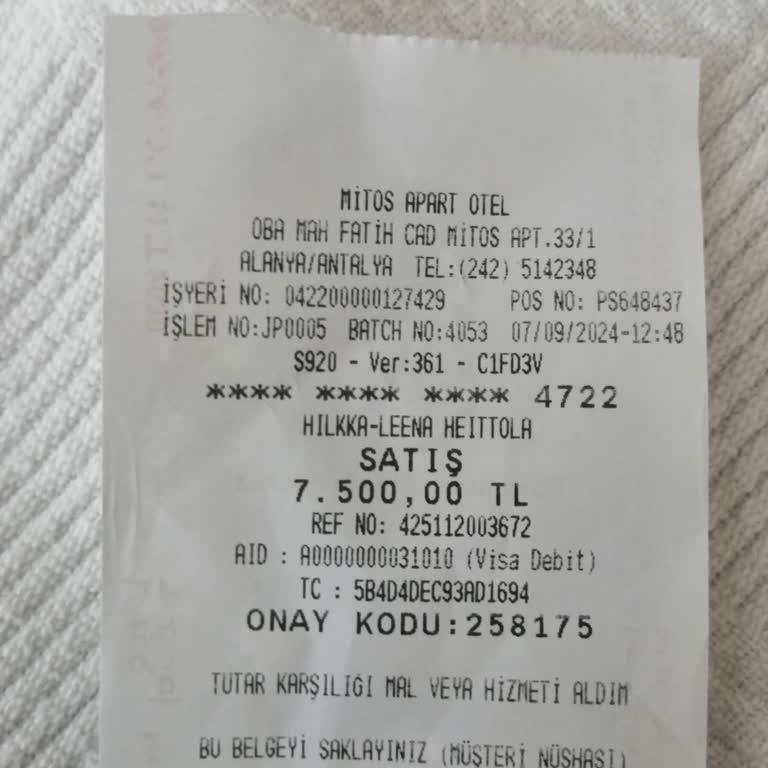 MİTOS APART OTEL
OBA MAH FATİH CAD MİTOS APT.33/1
ALANYA/ANTALYA TEL:(242) 5142348
İŞYERİ NO: 042200000127429 POS NO: PS648437
İŞLEM NO:JP0005 BATCH NO:4053 07/09/2024-12:48
S920 - Ver:361 - C1FD3V
**** **** **** 4722
HILKKA-LEENA HEITTOLA
SATIŞ
7.500,00 TL
REF NO: 425112003672
AID : A0000000031010 (Visa Debit)
TC : 5B4D4DEC93AD1694
ONAY KODU:258175
TUTAR KARŞILIĞI MAL VEYA HİZMETİ ALDIM
BU BELGEYİ SAKLAYINIZ (MÜŞTERİ NÜSHASI)